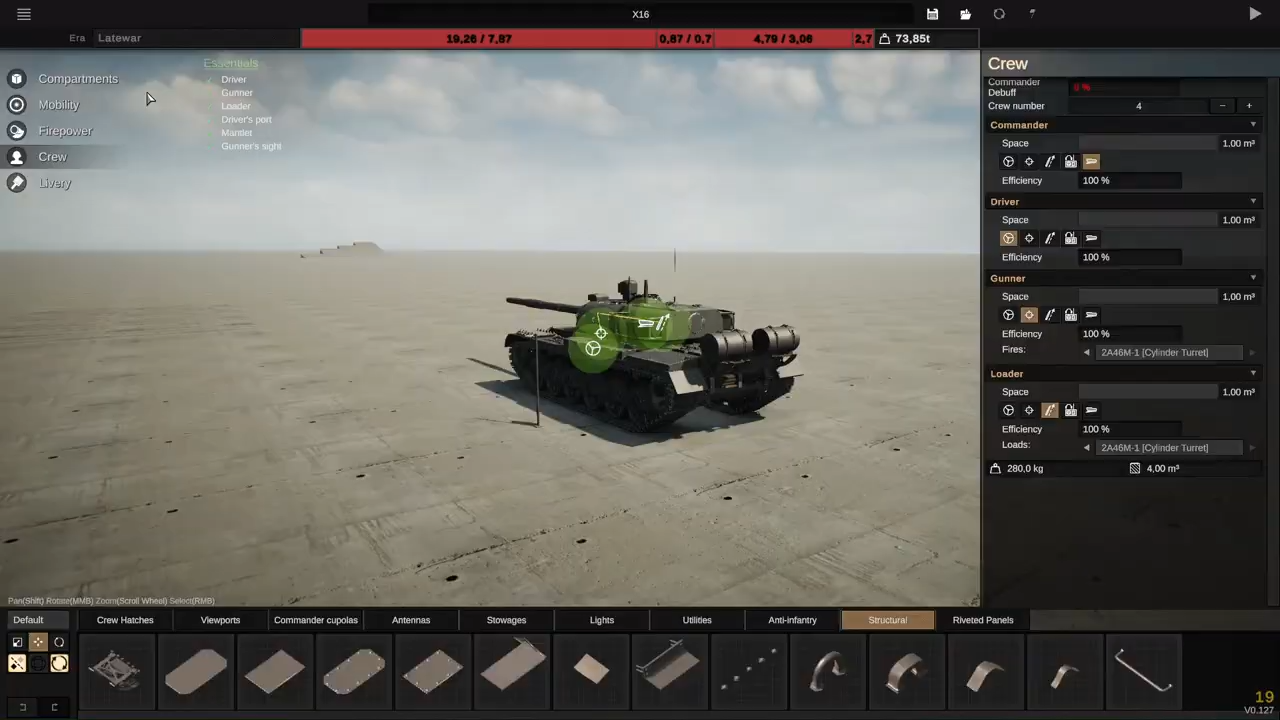 X16
Era Latewar
19,26 / 7,87 0,87 / 0,7 4,79 / 3,06 2,7 73,85t
Compartments
Mobility
Firepower
Crew
Livery
Essentials
Driver
Gunner
Loader
Driver's port
Mantlet
Gunner's sight
Crew
Commander Debuff 0 %
Crew number 4 − +
Commander
Space 1.00 m³
Efficiency 100 %
Driver
Space 1.00 m³
Efficiency 100 %
Gunner
Space 1.00 m³
Efficiency 100 %
Fires: 2A46M-1 [Cylinder Turret]
Loader
Space 1.00 m³
Efficiency 100 %
Loads: 2A46M-1 [Cylinder Turret]
280,0 kg 4,00 m³
Pan(Shift) Rotate(MMB) Zoom(Scroll Wheel) Select(RMB)
Default Crew Hatches Viewports Commander cupolas Antennas Stowages Lights Utilities Anti-infantry Structural Riveted Panels
19
V0.127